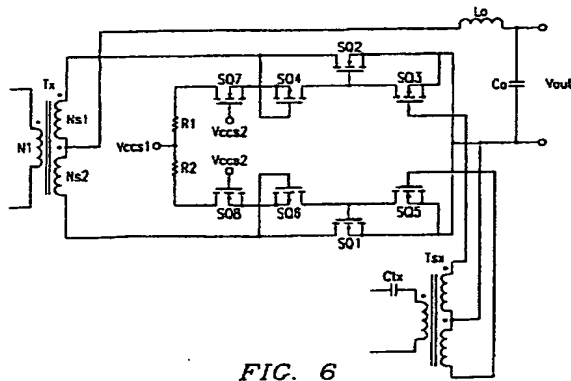 Lo
SQ2
Tx
SQ7
SQ4
SQ3
Co
Vout
Ns1
R1
Vccs2
Vccs1
N1
R2
Vccs2
Ns2
SQ8
SQ6
SQ5
SQ1
Tsx
Ctx
FIG. 6